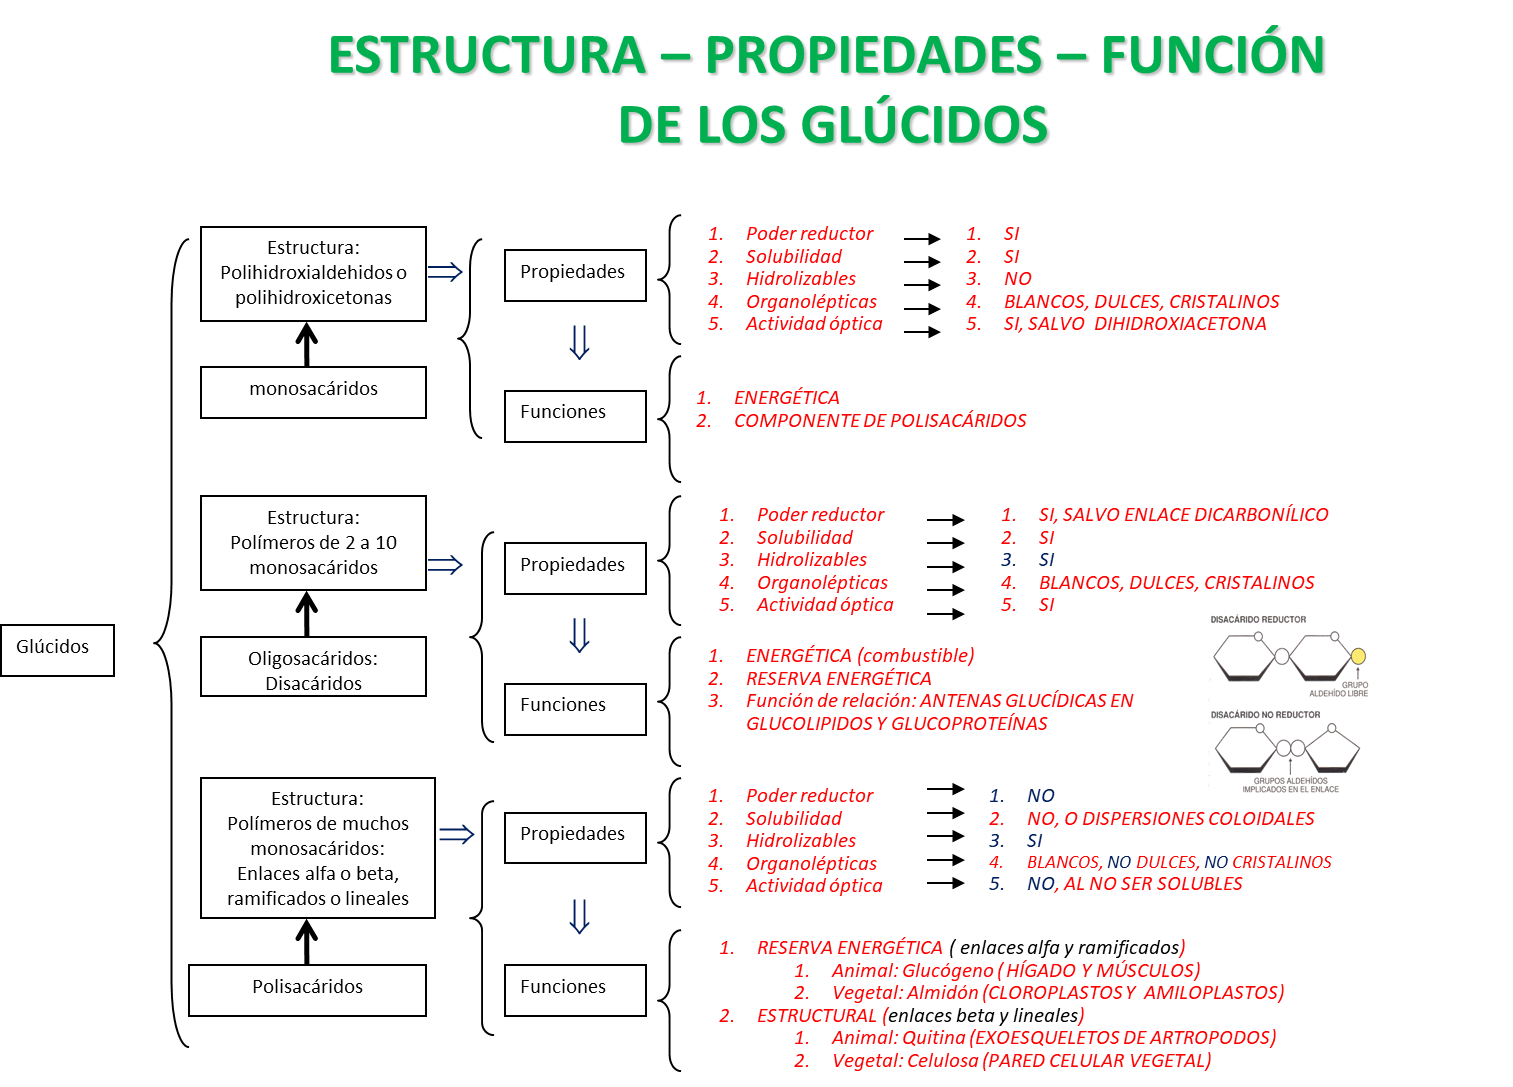 ESTRUCTURA – PROPIEDADES – FUNCIÓN
DE LOS GLÚCIDOS
Glúcidos
Estructura:
Polihidroxialdehidos o
polihidroxicetonas
monosacáridos
Propiedades
1. Poder reductor 1. SI
2. Solubilidad 2. SI
3. Hidrolizables 3. NO
4. Organolépticas 4. BLANCOS, DULCES, CRISTALINOS
5. Actividad óptica 5. SI, SALVO DIHIDROXIACETONA
Funciones
1. ENERGÉTICA
2. COMPONENTE DE POLISACÁRIDOS
Estructura:
Polímeros de 2 a 10
monosacáridos
Oligosacáridos:
Disacáridos
Propiedades
1. Poder reductor 1. SI, SALVO ENLACE DICARBONÍLICO
2. Solubilidad 2. SI
3. Hidrolizables 3. SI
4. Organolépticas 4. BLANCOS, DULCES, CRISTALINOS
5. Actividad óptica 5. SI
Funciones
1. ENERGÉTICA (combustible)
2. RESERVA ENERGÉTICA
3. Función de relación: ANTENAS GLUCÍDICAS EN
GLUCOLIPIDOS Y GLUCOPROTEÍNAS
DISACÁRIDO REDUCTOR
GRUPO
ALDEHÍDO LIBRE
DISACÁRIDO NO REDUCTOR
GRUPOS ALDEHÍDOS
IMPLICADOS EN EL ENLACE
Estructura:
Polímeros de muchos
monosacáridos:
Enlaces alfa o beta,
ramificados o lineales
Polisacáridos
Propiedades
1. Poder reductor 1. NO
2. Solubilidad 2. NO, O DISPERSIONES COLOIDALES
3. Hidrolizables 3. SI
4. Organolépticas 4. BLANCOS, NO DULCES, NO CRISTALINOS
5. Actividad óptica 5. NO, AL NO SER SOLUBLES
Funciones
1. RESERVA ENERGÉTICA ( enlaces alfa y ramificados)
1. Animal: Glucógeno ( HÍGADO Y MÚSCULOS)
2. Vegetal: Almidón (CLOROPLASTOS Y AMILOPLASTOS)
2. ESTRUCTURAL (enlaces beta y lineales)
1. Animal: Quitina (EXOESQUELETOS DE ARTROPODOS)
2. Vegetal: Celulosa (PARED CELULAR VEGETAL)